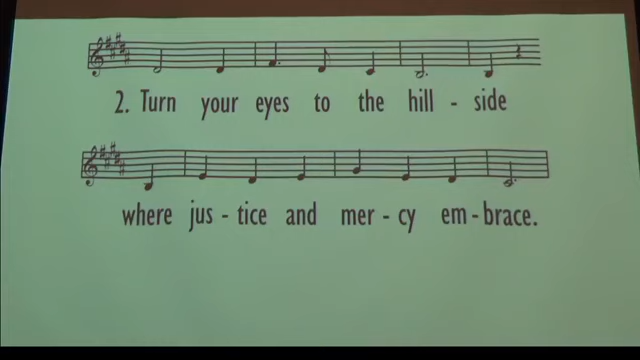 2. Turn your eyes to the hill - side
where jus - tice and mer - cy em - brace.